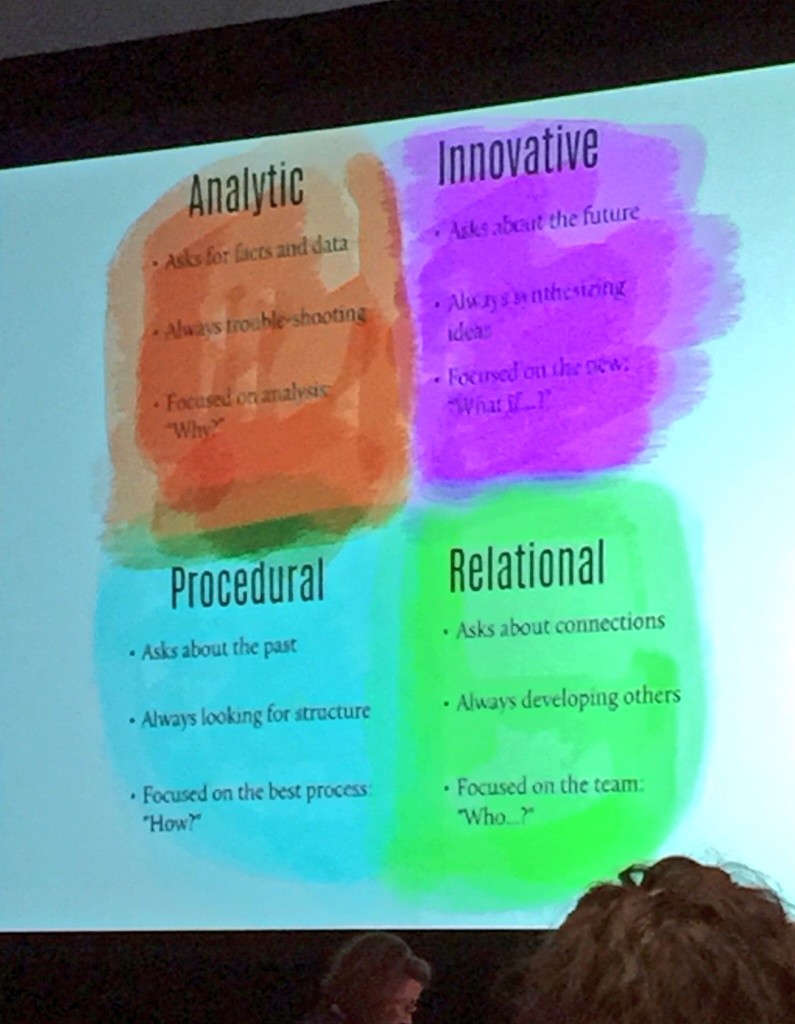 Analytic
• Asks for facts and data
• Always trouble-shooting
• Focused on analysis:
"Why?"
Innovative
• Asks about the future
• Always synthesizing
ideas
• Focused on the new:
"What if...?"
Procedural
• Asks about the past
• Always looking for structure
• Focused on the best process:
"How?"
Relational
• Asks about connections
• Always developing others
• Focused on the team:
"Who...?"